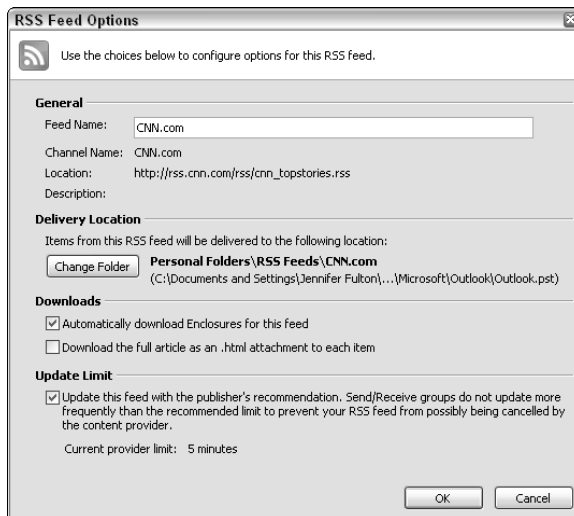 RSS Feed Options
Use the choices below to configure options for this RSS feed.
General
Feed Name: CNN.com
Channel Name: CNN.com
Location: http://rss.cnn.com/rss/cnn_topstories.rss
Description:
Delivery Location
Items from this RSS feed will be delivered to the following location:
Change Folder Personal Folders\RSS Feeds\CNN.com
(C:\Documents and Settings\Jennifer Fulton\...\Microsoft\Outlook\Outlook.pst)
Downloads
Automatically download Enclosures for this feed
Download the full article as an .html attachment to each item
Update Limit
Update this feed with the publisher's recommendation. Send/Receive groups do not update more
frequently than the recommended limit to prevent your RSS feed from possibly being cancelled by
the content provider.
Current provider limit: 5 minutes
OK Cancel